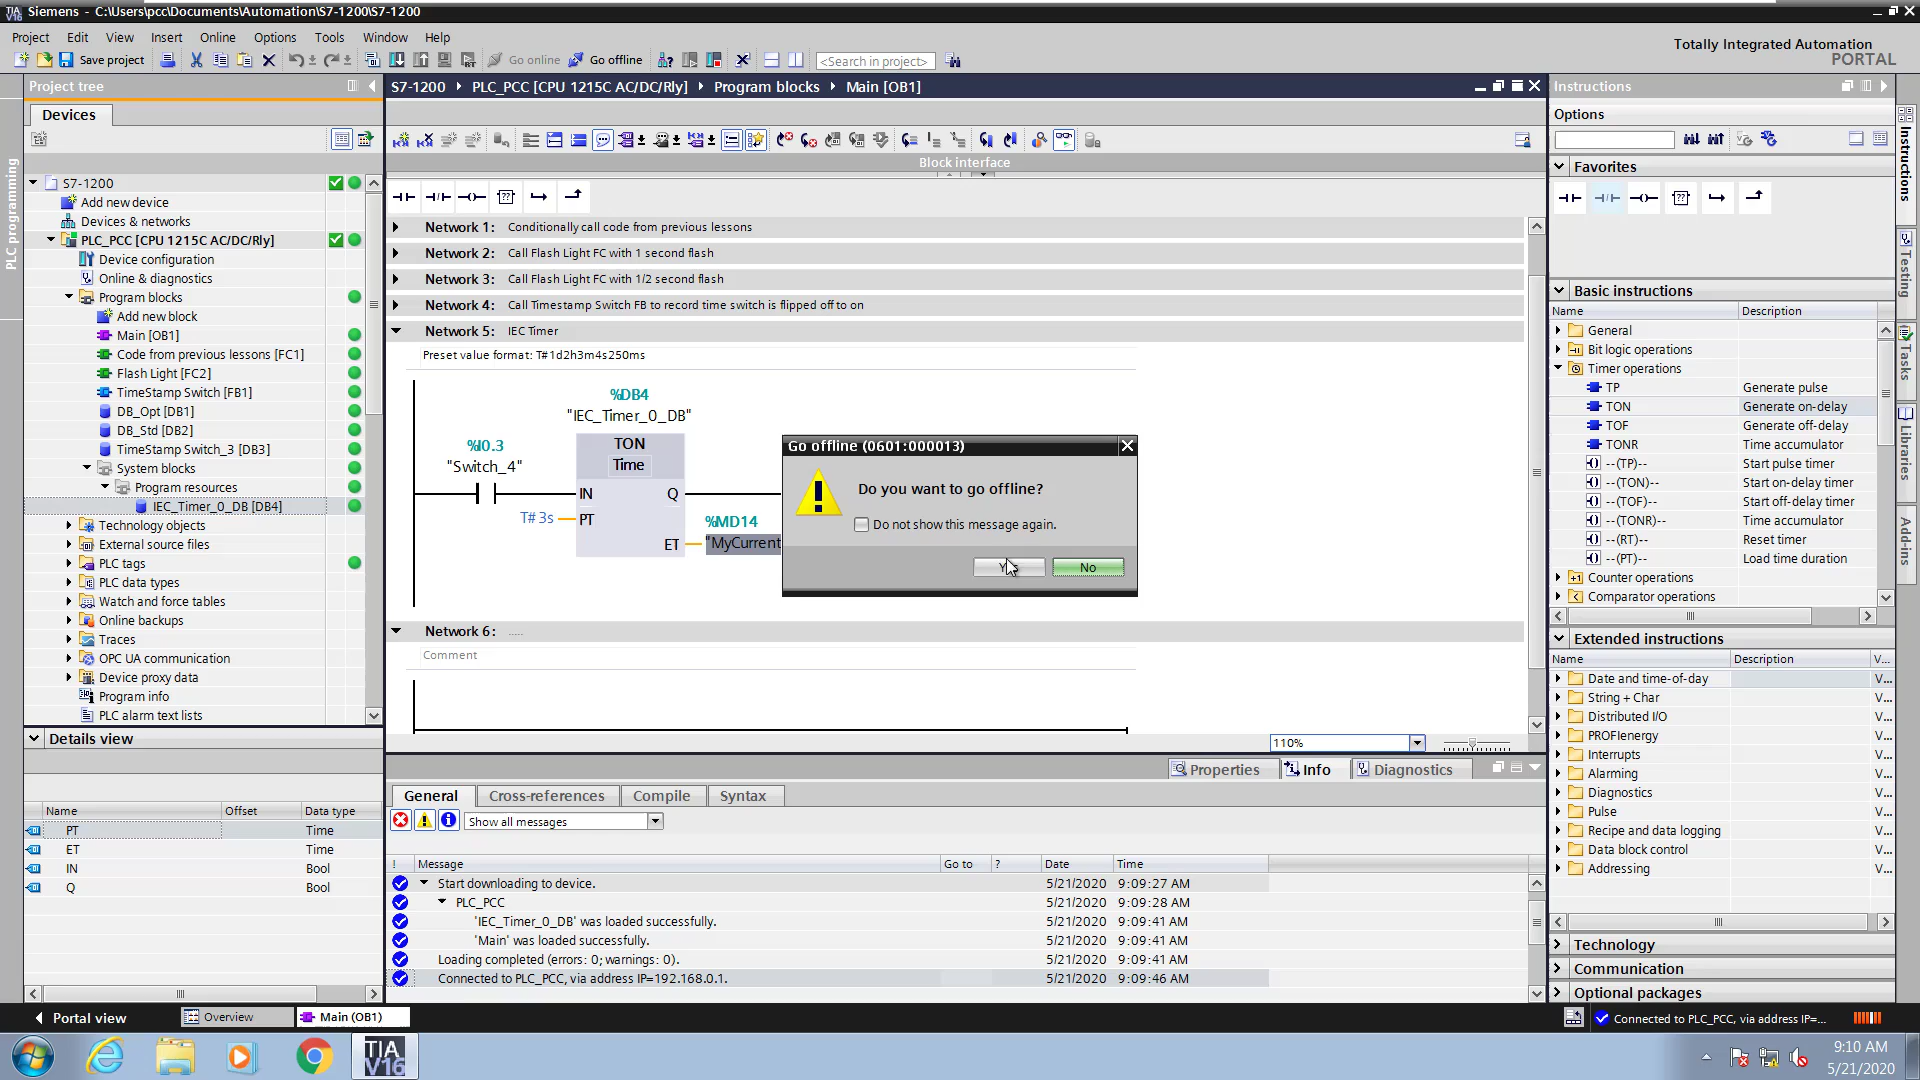 Siemens - C:\Users\pcc\Documents\Automation\S7-1200\S7-1200
Project Edit View Insert Online Options Tools Window Help
Totally Integrated Automation
PORTAL
Save project
Go online
Go offline
<Search in project>
Project tree
Devices
PLC programming
S7-1200
Add new device
Devices & networks
PLC_PCC [CPU 1215C AC/DC/Rly]
Device configuration
Online & diagnostics
Program blocks
Add new block
Main [OB1]
Code from previous lessons [FC1]
Flash Light [FC2]
TimeStamp Switch [FB1]
DB_Opt [DB1]
DB_Std [DB2]
TimeStamp Switch_3 [DB3]
System blocks
Program resources
IEC_Timer_0_DB [DB4]
Technology objects
External source files
PLC tags
PLC data types
Watch and force tables
Online backups
Traces
OPC UA communication
Device proxy data
Program info
PLC alarm text lists
Details view
Name Offset Data type
PT Time
ET Time
IN Bool
Q Bool
S7-1200 PLC_PCC [CPU 1215C AC/DC/Rly] Program blocks Main [OB1]
Block interface
Network 1: Conditionally call code from previous lessons
Network 2: Call Flash Light FC with 1 second flash
Network 3: Call Flash Light FC with 1/2 second flash
Network 4: Call Timestamp Switch FB to record time switch is flipped off to on
Network 5: IEC Timer
Preset value format: T#1d2h3m4s250ms
%DB4
"IEC_Timer_0_DB"
TON
Time
%I0.3
"Switch_4"
IN Q
T#3s PT
ET
%MD14
"MyCurrent
Go offline (0601:000013)
Do you want to go offline?
Do not show this message again.
No
Network 6: .....
Comment
110%
Properties Info Diagnostics
General Cross-references Compile Syntax
Show all messages
! Message Go to ? Date Time
Start downloading to device. 5/21/2020 9:09:27 AM
PLC_PCC 5/21/2020 9:09:28 AM
'IEC_Timer_0_DB' was loaded successfully. 5/21/2020 9:09:41 AM
'Main' was loaded successfully. 5/21/2020 9:09:41 AM
Loading completed (errors: 0; warnings: 0). 5/21/2020 9:09:41 AM
Connected to PLC_PCC, via address IP=192.168.0.1. 5/21/2020 9:09:46 AM
Instructions
Options
Favorites
Basic instructions
Name Description
General
Bit logic operations
Timer operations
TP Generate pulse
TON Generate on-delay
TOF Generate off-delay
TONR Time accumulator
--(TP)-- Start pulse timer
--(TON)-- Start on-delay timer
--(TOF)-- Start off-delay timer
--(TONR)-- Time accumulator
--(RT)-- Reset timer
--(PT)-- Load time duration
Counter operations
Comparator operations
Extended instructions
Name Description V...
Date and time-of-day V...
String + Char V...
Distributed I/O V...
PROFIenergy V...
Interrupts V...
Alarming V...
Diagnostics V...
Pulse V...
Recipe and data logging V...
Data block control V...
Addressing V...
Technology
Communication
Optional packages
Instructions
Testing
Tasks
Libraries
Add-ins
Portal view
Overview
Main (OB1)
Connected to PLC_PCC, via address IP=...
TIA
V16
9:10 AM
5/21/2020